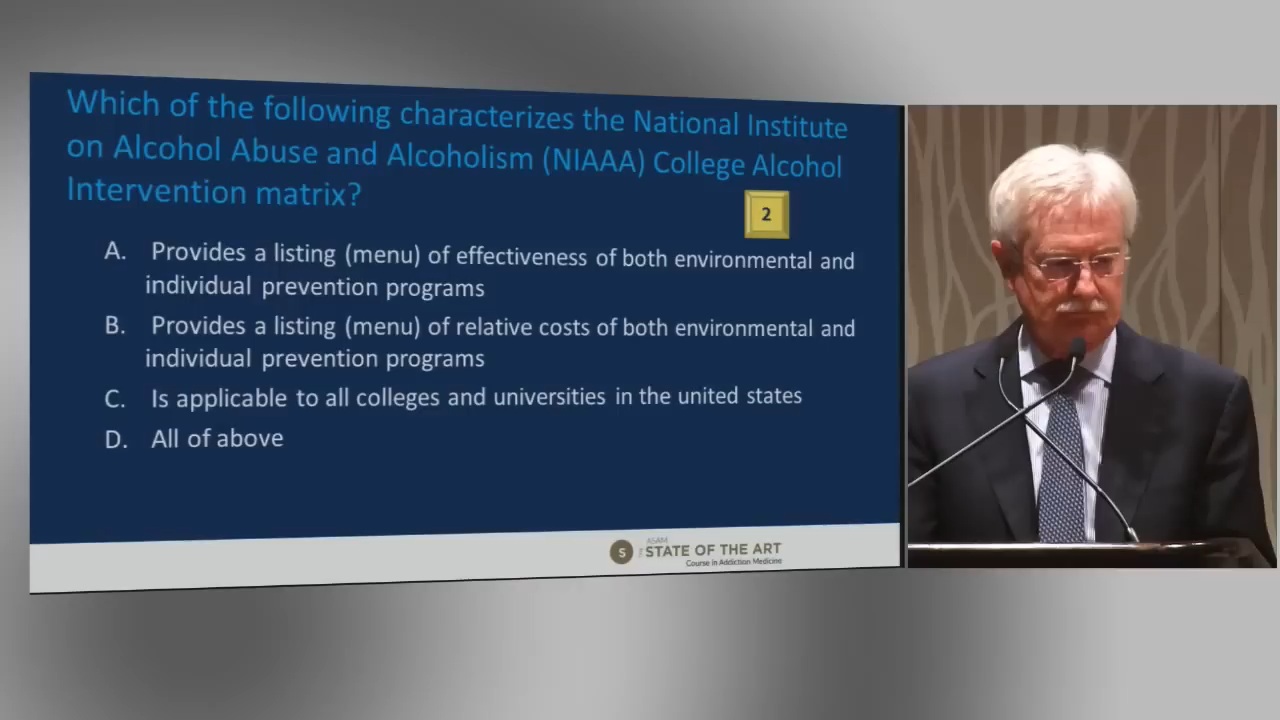 Which of the following characterizes the National Institute
on Alcohol Abuse and Alcoholism (NIAAA) College Alcohol
Intervention matrix?
2
A. Provides a listing (menu) of effectiveness of both environmental and
individual prevention programs
B. Provides a listing (menu) of relative costs of both environmental and
individual prevention programs
C. Is applicable to all colleges and universities in the united states
D. All of above
S
ASAM
THE STATE OF THE ART
Course in Addiction Medicine